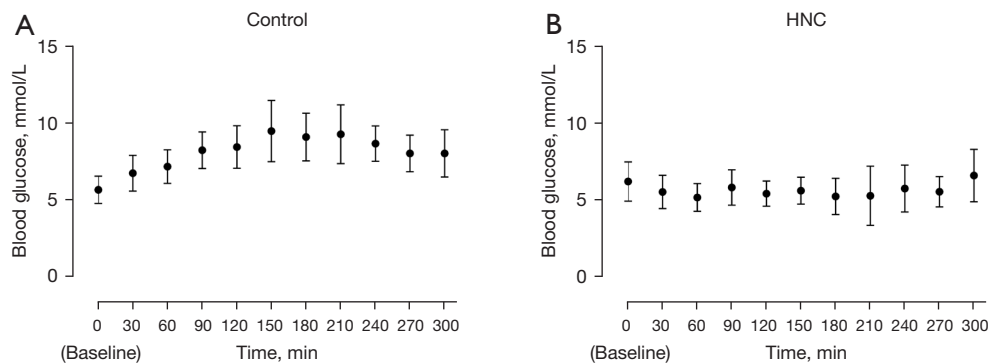 A
Control
Blood glucose, mmol/L
15
10
5
0
0 30 60 90 120 150 180 210 240 270 300
(Baseline) Time, min
B
HNC
Blood glucose, mmol/L
15
10
5
0
0 30 60 90 120 150 180 210 240 270 300
(Baseline) Time, min